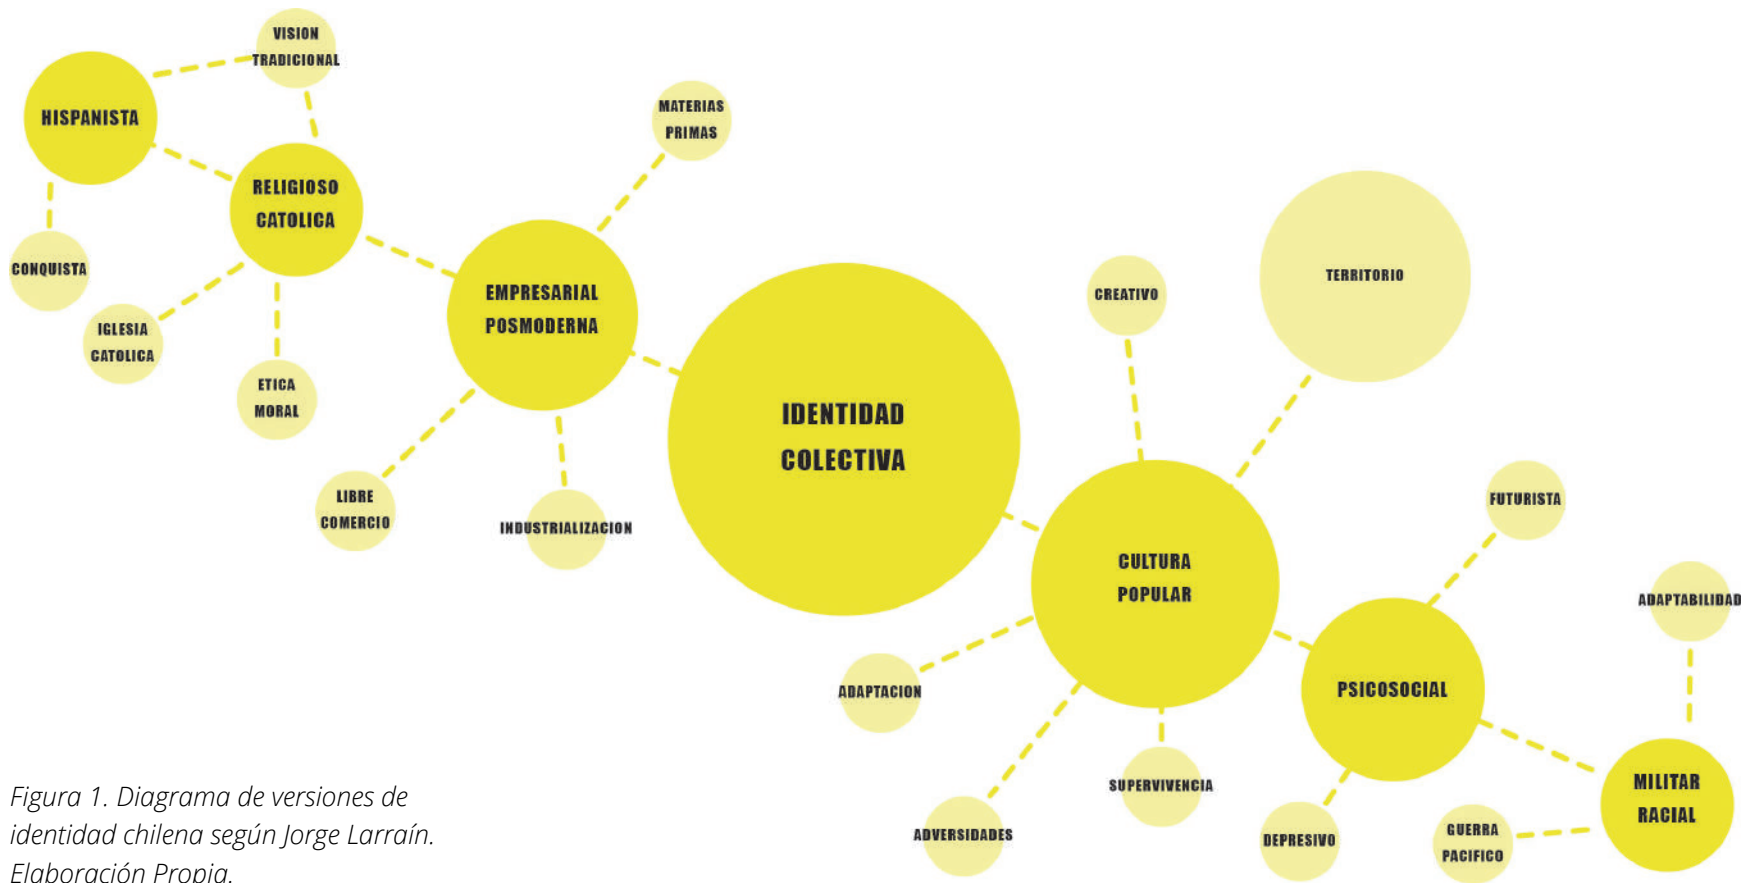 VISION
TRADICIONAL
HISPANISTA
MATERIAS
PRIMAS
RELIGIOSO
CATOLICA
CONQUISTA
IGLESIA
CATOLICA
ETICA
MORAL
EMPRESARIAL
POSMODERNA
LIBRE
COMERCIO
INDUSTRIALIZACION
IDENTIDAD
COLECTIVA
CREATIVO
TERRITORIO
CULTURA
POPULAR
FUTURISTA
ADAPTABILIDAD
ADAPTACION
PSICOSOCIAL
SUPERVIVENCIA
ADVERSIDADES
DEPRESIVO
GUERRA
PACIFICO
MILITAR
RACIAL
Figura 1. Diagrama de versiones de
identidad chilena según Jorge Larraín.
Elaboración Propia.